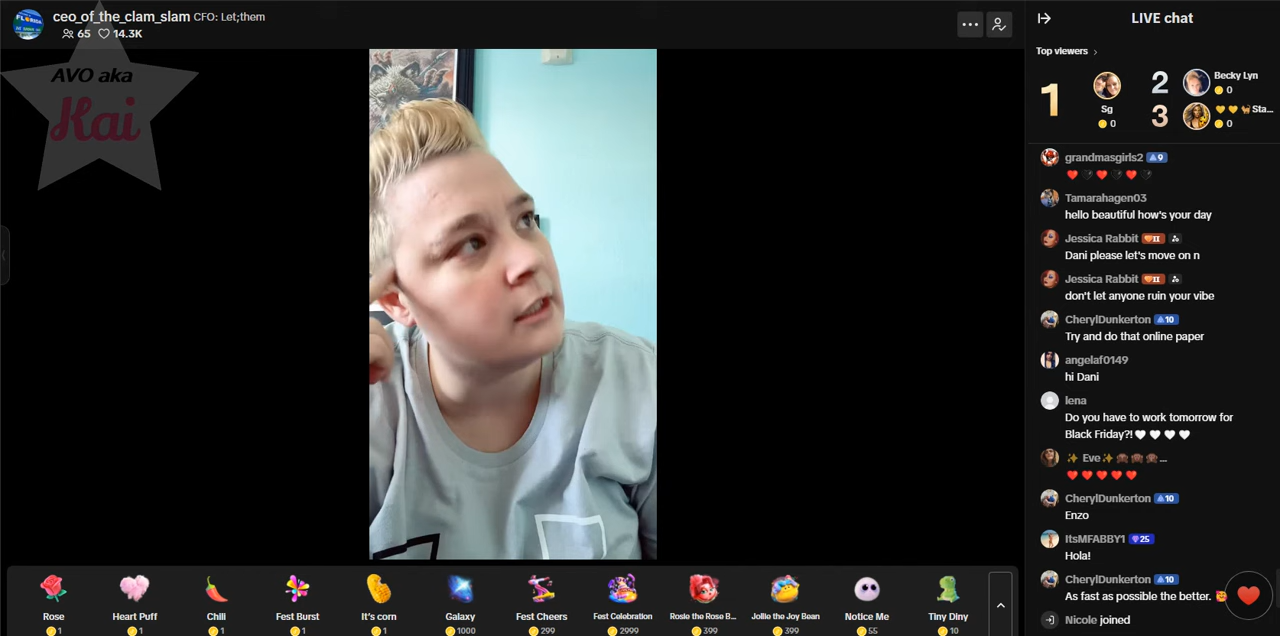 ceo_of_the_clam_slam CFO: Let;them
65 14.3K
AVO aka
Kai
LIVE chat
Top viewers >
1
Sg
0
2
Becky Lyn
0
3
Sta...
0
grandmasgirls2 9
Tamarahagen03
hello beautiful how's your day
Jessica Rabbit II
Dani please let's move on n
Jessica Rabbit II
don't let anyone ruin your vibe
CherylDunkerton 10
Try and do that online paper
angelaf0149
hi Dani
lena
Do you have to work tomorrow for
Black Friday?!🤍🤍🤍🤍
✨Eve✨🙈🙈🙈...
CherylDunkerton 10
Enzo
ItsMFABBY1 25
Hola!
CherylDunkerton 10
As fast as possible the better. 🥰
Nicole joined
Rose
1
Heart Puff
1
Chili
1
Fest Burst
1
It's corn
1
Galaxy
1000
Fest Cheers
299
Fest Celebration
2999
Rosie the Rose B...
399
Jollie the Joy Bean
399
Notice Me
55
Tiny Diny
10